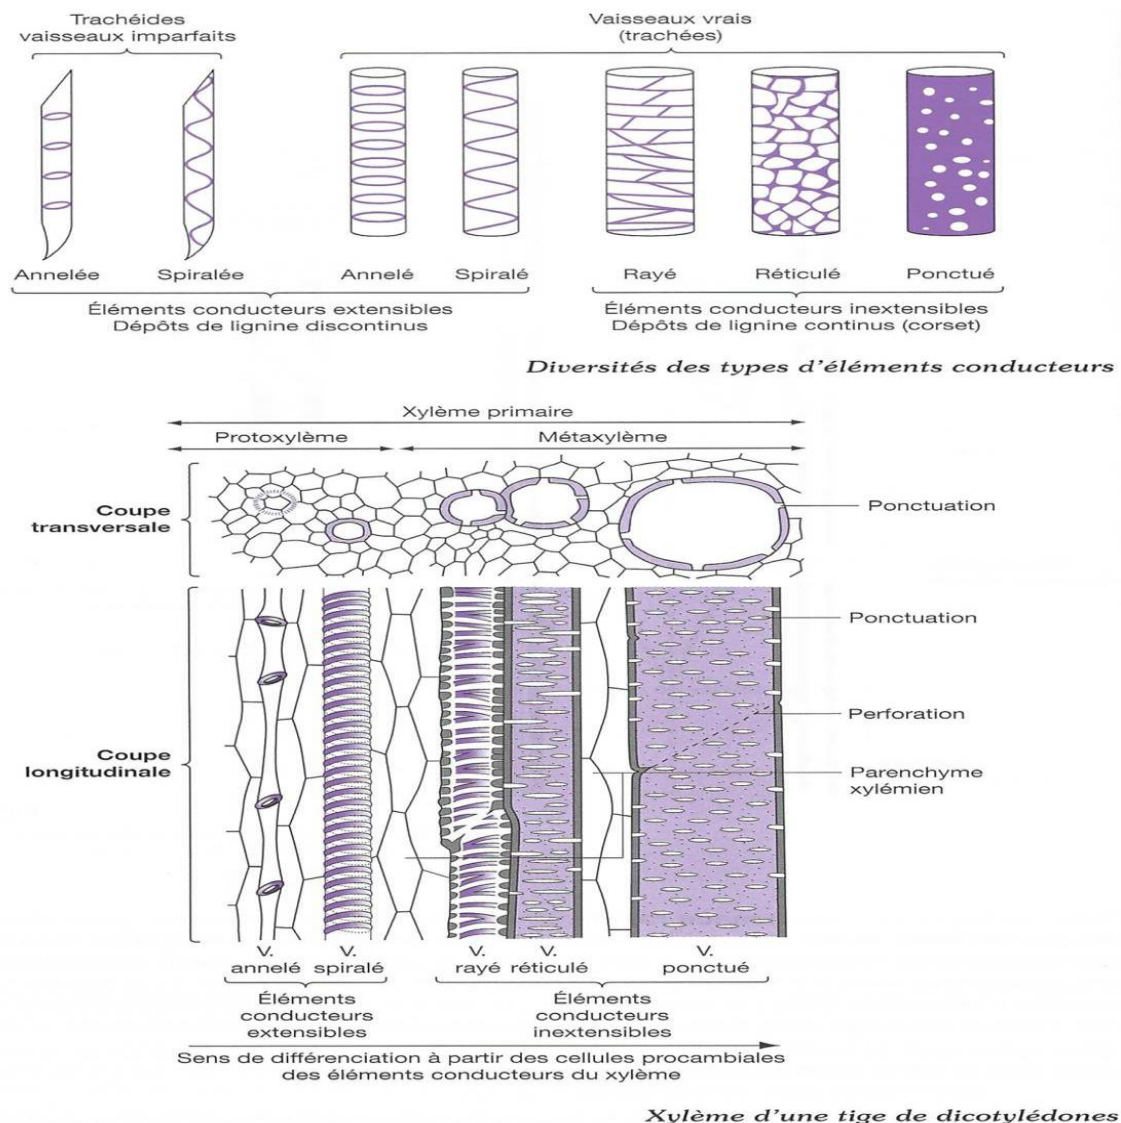 Trachéides
vaisseaux imparfaits
Vaisseaux vrais
(trachées)
Annelée
Spiralée
Annelé
Spiralé
Rayé
Réticulé
Ponctué
Éléments conducteurs extensibles
Dépôts de lignine discontinus
Éléments conducteurs inextensibles
Dépôts de lignine continus (corset)
Diversités des types d'éléments conducteurs
Xylème primaire
Protoxylème
Métaxylème
Coupe
transversale
Ponctuation
Ponctuation
Perforation
Coupe
longitudinale
Parenchyme
xylémien
V.
annelé
V.
spiralé
V.
rayé
V.
réticulé
V.
ponctué
Éléments
conducteurs
extensibles
Éléments
conducteurs
inextensibles
Sens de différenciation à partir des cellules procambiales
des éléments conducteurs du xylème
Xylème d'une tige de dicotylédones